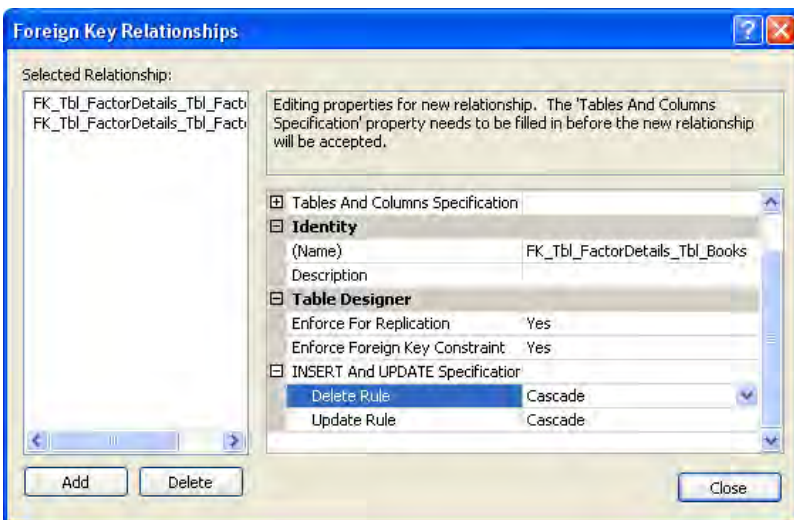 Foreign Key Relationships
Selected Relationship:
FK_Tbl_FactorDetails_Tbl_Facto
FK_Tbl_FactorDetails_Tbl_Facto
Editing properties for new relationship. The 'Tables And Columns
Specification' property needs to be filled in before the new relationship
will be accepted.
Tables And Columns Specification
Identity
(Name) FK_Tbl_FactorDetails_Tbl_Books
Description
Table Designer
Enforce For Replication Yes
Enforce Foreign Key Constraint Yes
INSERT And UPDATE Specification
Delete Rule Cascade
Update Rule Cascade
Add Delete
Close